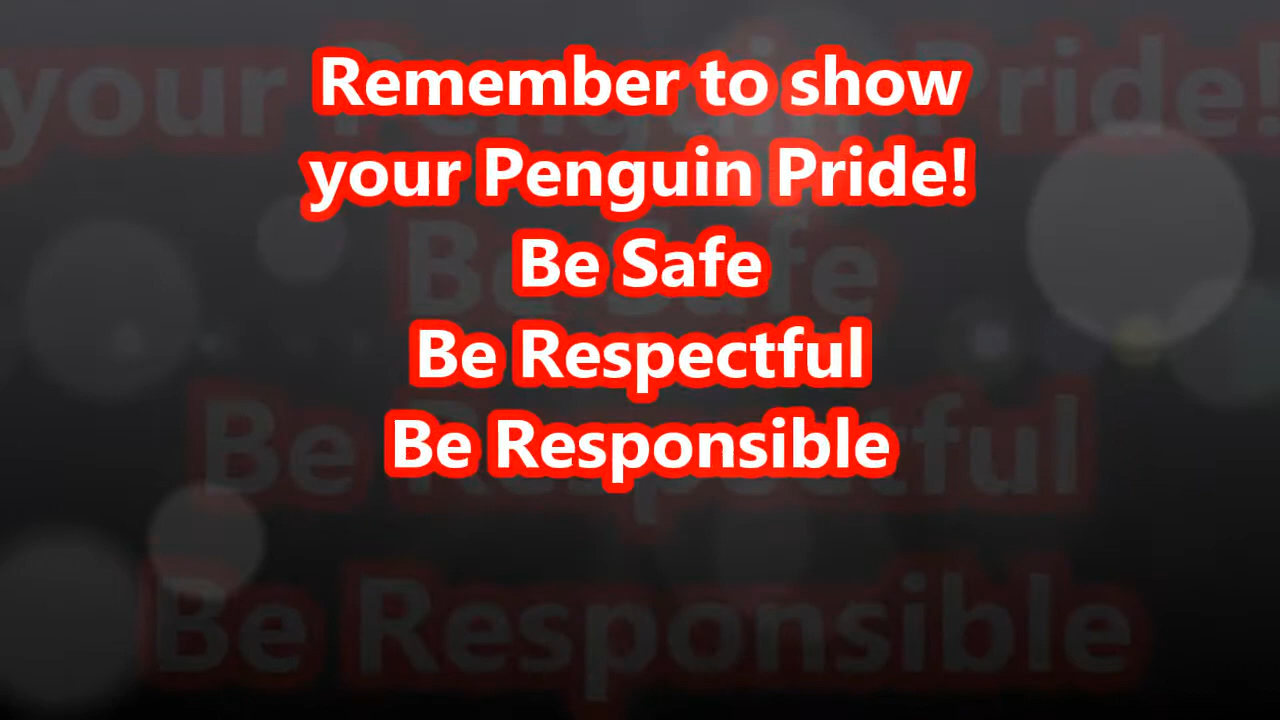 Remember to show
your Penguin Pride!
Be Safe
Be Respectful
Be Responsible